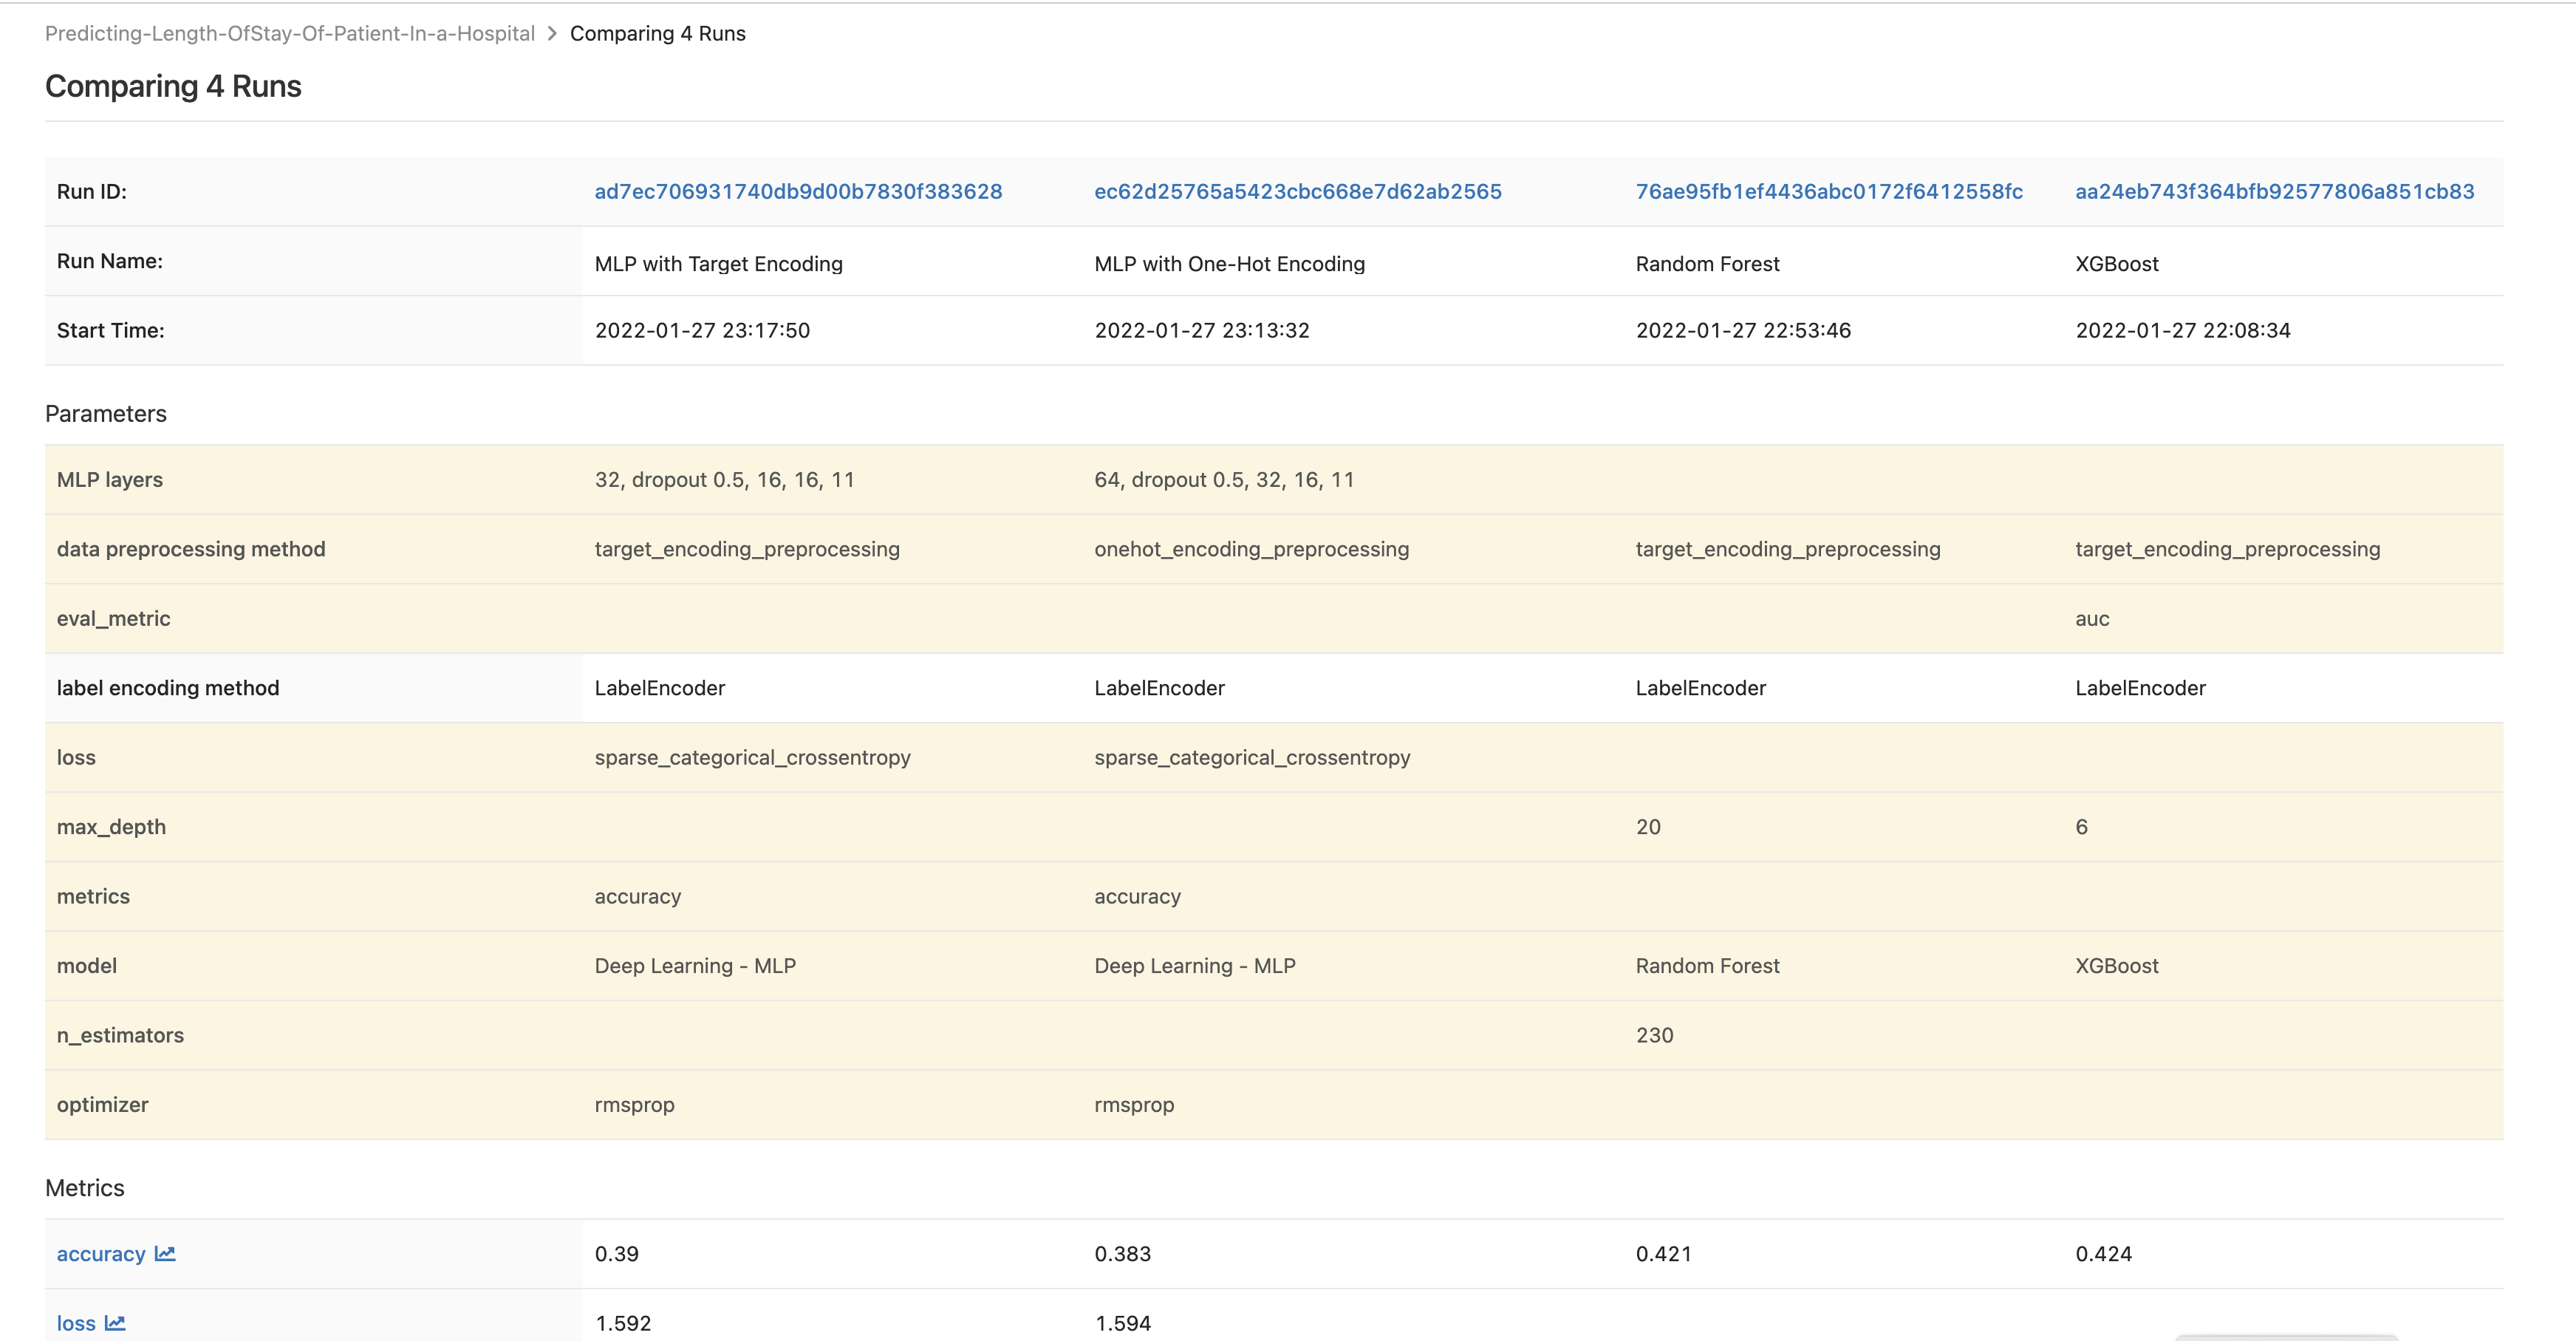 Predicting-Length-OfStay-Of-Patient-In-a-Hospital > Comparing 4 Runs
Comparing 4 Runs
Run ID: ad7ec706931740db9d00b7830f383628 ec62d25765a5423cbc668e7d62ab2565 76ae95fb1ef4436abc0172f6412558fc aa24eb743f364bfb92577806a851cb83
Run Name: MLP with Target Encoding MLP with One-Hot Encoding Random Forest XGBoost
Start Time: 2022-01-27 23:17:50 2022-01-27 23:13:32 2022-01-27 22:53:46 2022-01-27 22:08:34
Parameters
MLP layers 32, dropout 0.5, 16, 16, 11 64, dropout 0.5, 32, 16, 11
data preprocessing method target_encoding_preprocessing onehot_encoding_preprocessing target_encoding_preprocessing target_encoding_preprocessing
eval_metric auc
label encoding method LabelEncoder LabelEncoder LabelEncoder LabelEncoder
loss sparse_categorical_crossentropy sparse_categorical_crossentropy
max_depth 20 6
metrics accuracy accuracy
model Deep Learning - MLP Deep Learning - MLP Random Forest XGBoost
n_estimators 230
optimizer rmsprop rmsprop
Metrics
accuracy 0.39 0.383 0.421 0.424
loss 1.592 1.594